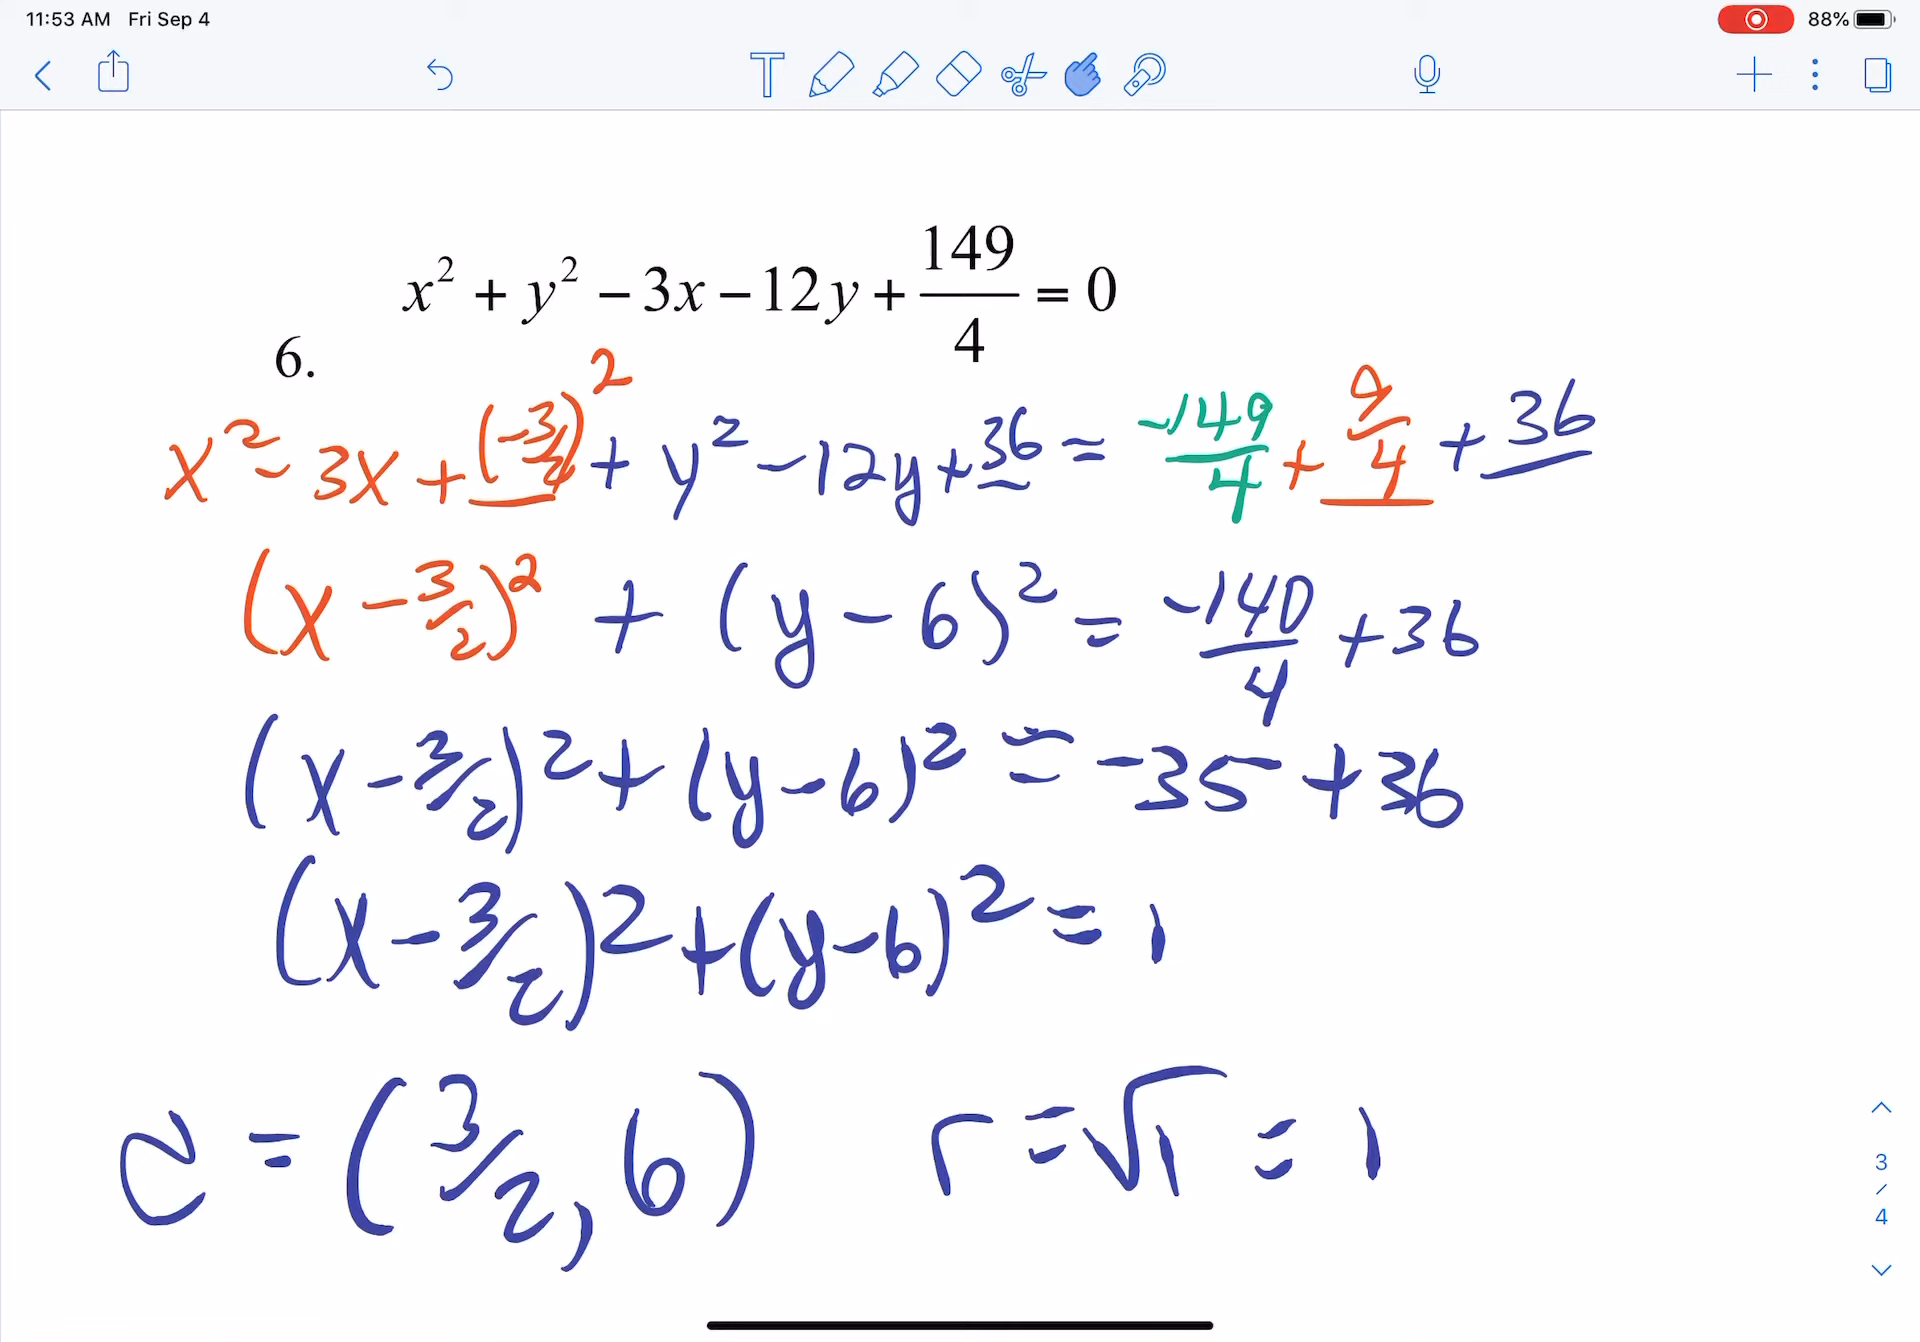 11:53 AM Fri Sep 4 88%
x² + y² − 3x − 12y + 149/4 = 0
6.
x² − 3x + (−3/2)² + y² − 12y + 36 = −149/4 + 9/4 + 36
(x − 3/2)² + (y − 6)² = −140/4 + 36
(x − 3/2)² + (y − 6)² = −35 + 36
(x − 3/2)² + (y − 6)² = 1
C = (3/2, 6) r = √1 = 1
3 / 4